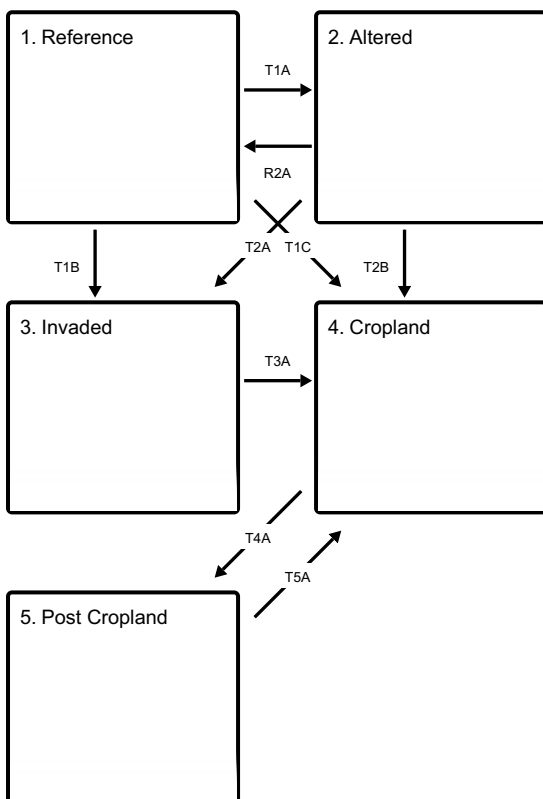 1. Reference
2. Altered
T1A
R2A
T2A
T1C
T1B
T2B
3. Invaded
4. Cropland
T3A
T4A
T5A
5. Post Cropland